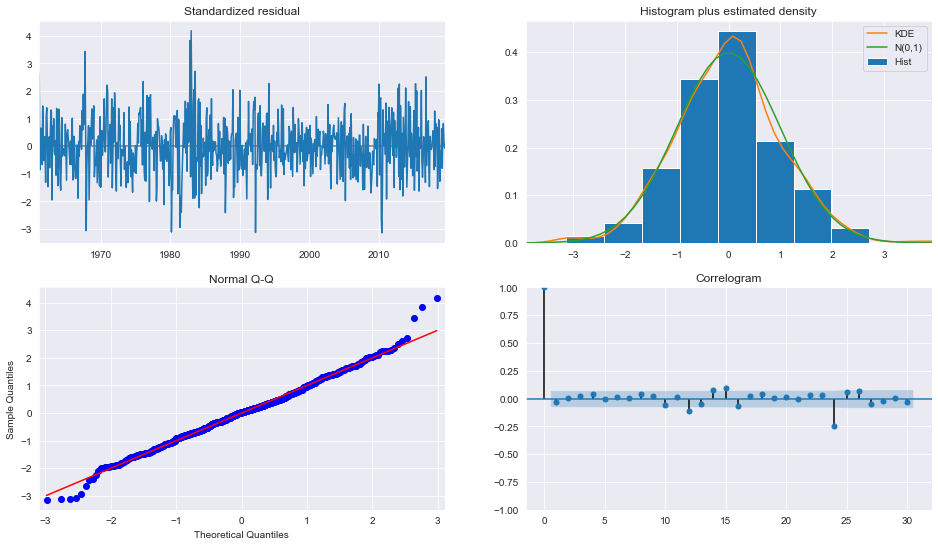 Standardized residual
4
3
2
1
0
−1
−2
−3
1970 1980 1990 2000 2010
Histogram plus estimated density
KDE
N(0,1)
Hist
0.4
0.3
0.2
0.1
0.0
−3 −2 −1 0 1 2 3
Normal Q-Q
Sample Quantiles
4
3
2
1
0
−1
−2
−3
−3 −2 −1 0 1 2 3
Theoretical Quantiles
Correlogram
1.00
0.75
0.50
0.25
0.00
−0.25
−0.50
−0.75
−1.00
0 5 10 15 20 25 30